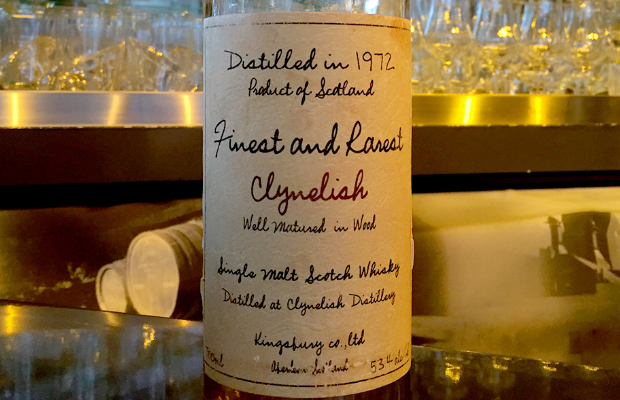 Distilled in 1972
Product of Scotland
Finest and Rarest
Clynelish
Well Matured in Wood
Single Malt Scotch Whisky
Distilled at Clynelish Distillery
Kingsbury co.,ltd
Aberdeen Scotland